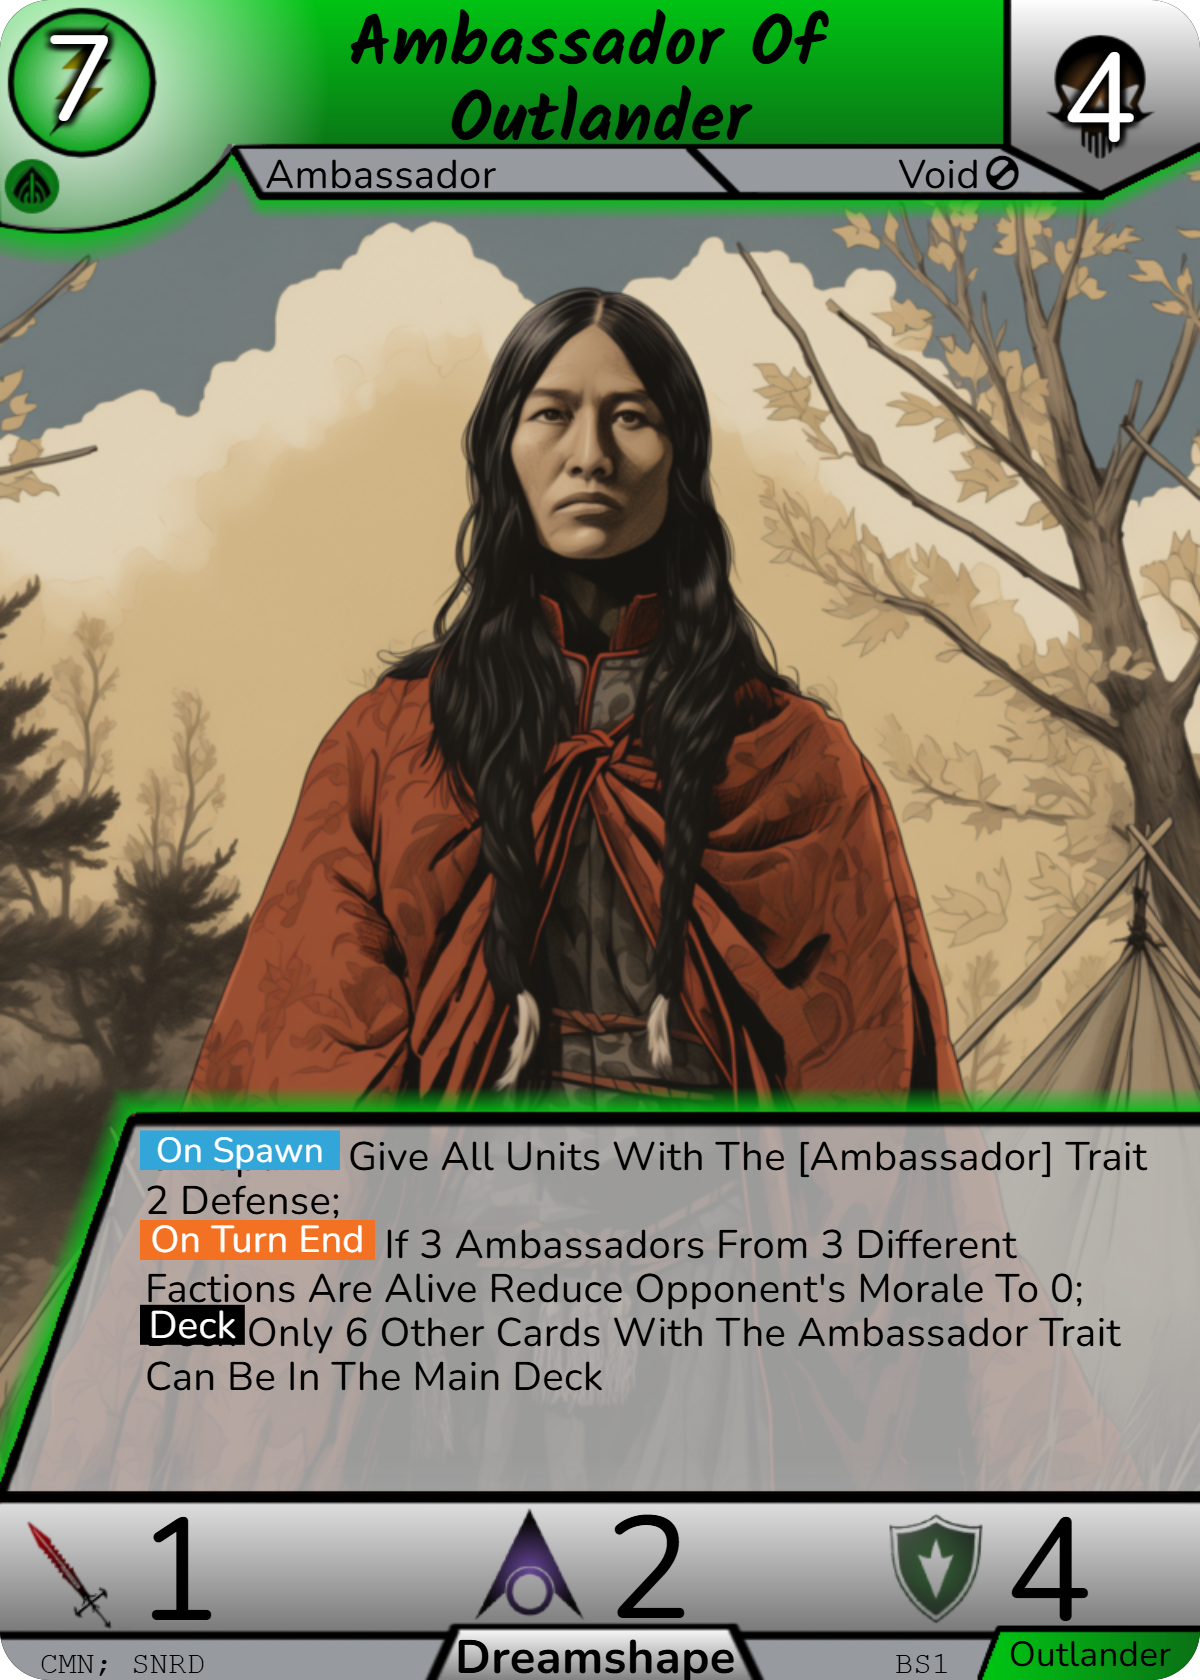 7
Ambassador Of
Outlander
4
Ambassador
Void
On Spawn Give All Units With The [Ambassador] Trait
2 Defense;
On Turn End If 3 Ambassadors From 3 Different
Factions Are Alive Reduce Opponent's Morale To 0;
Deck Only 6 Other Cards With The Ambassador Trait
Can Be In The Main Deck
1
2
4
CMN; SNRD
Dreamshape
BS1
Outlander